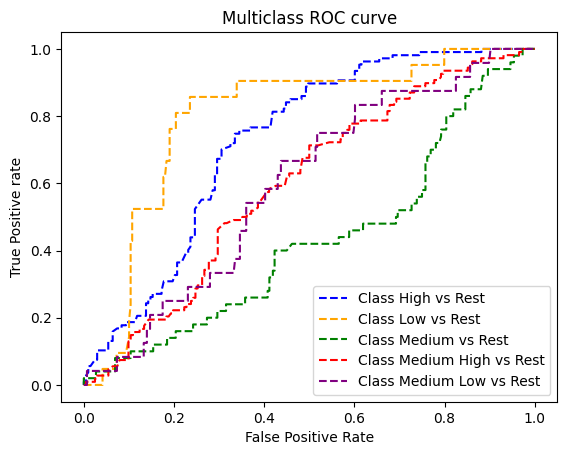 Multiclass ROC curve
True Positive rate
1.0
0.8
0.6
0.4
0.2
0.0
Class High vs Rest
Class Low vs Rest
Class Medium vs Rest
Class Medium High vs Rest
Class Medium Low vs Rest
0.0 0.2 0.4 0.6 0.8 1.0
False Positive Rate